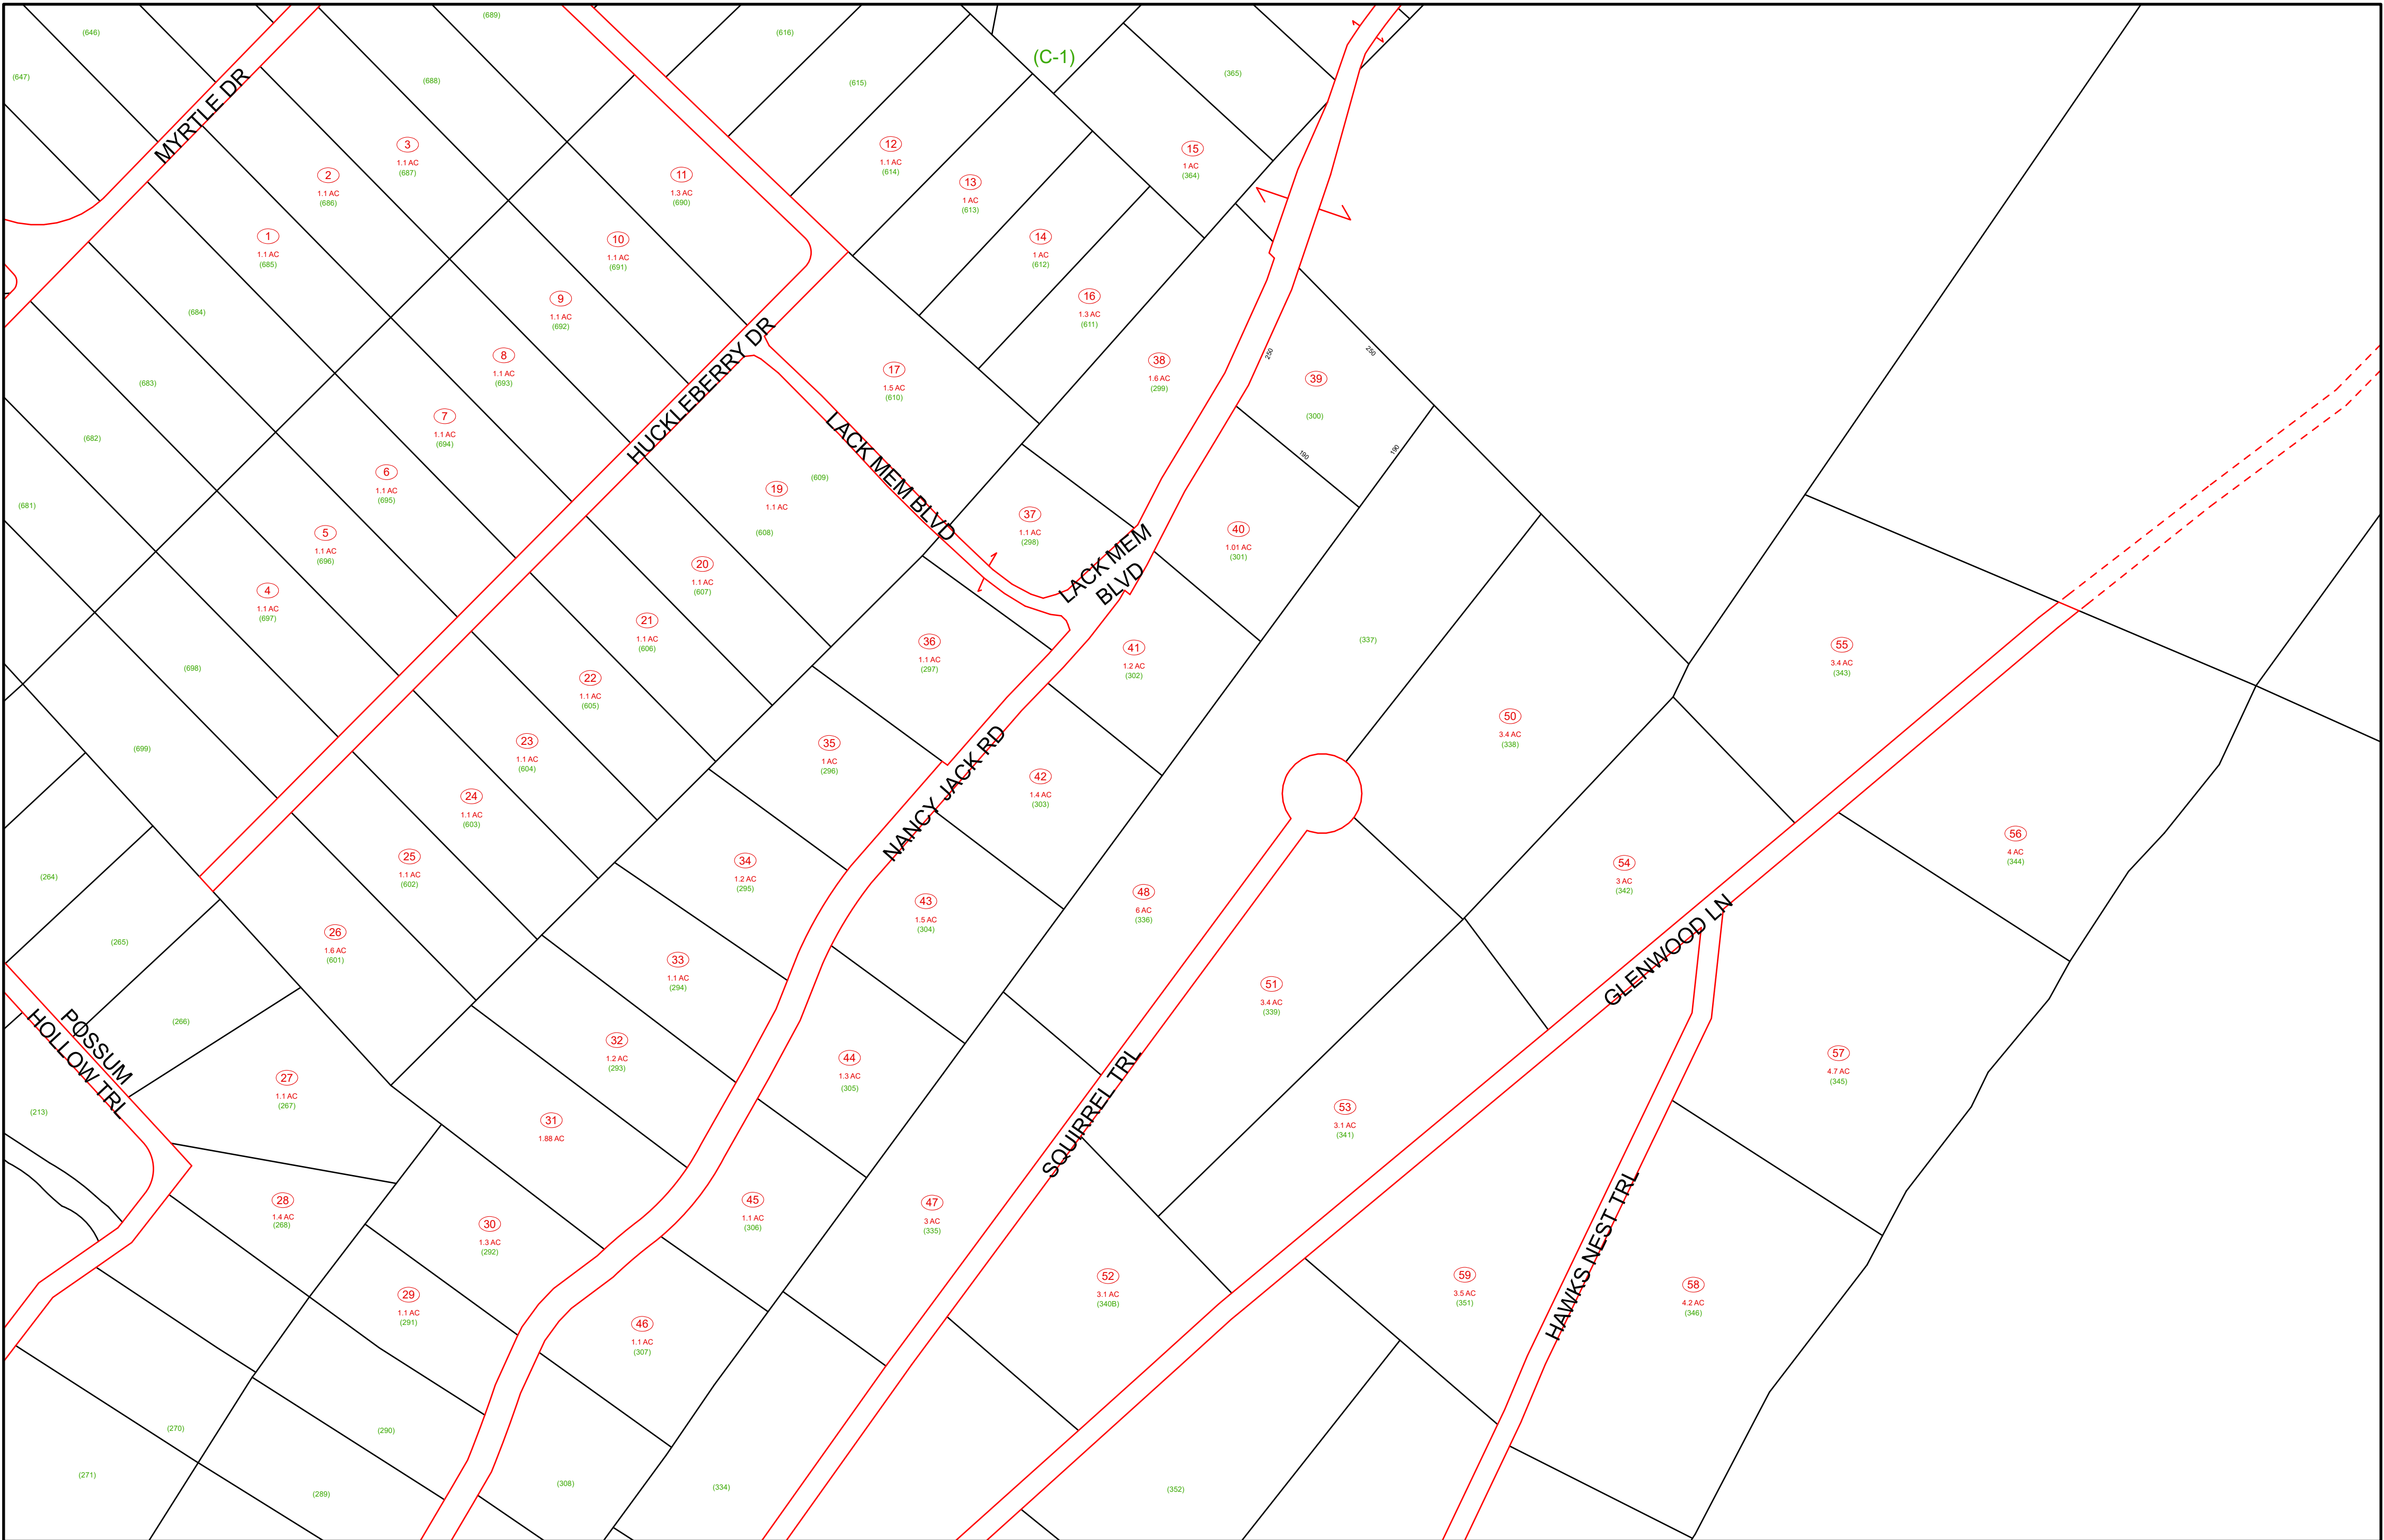 (689)
(646)
(616)
(C-1)
(647)
(688)
(615)
(365)
MYRTLE DR
3
1.1 AC
(687)
12
1.1 AC
(614)
15
1 AC
(364)
2
1.1 AC
(686)
11
1.3 AC
(690)
13
1 AC
(613)
1
1.1 AC
(685)
10
1.1 AC
(691)
14
1 AC
(612)
(684)
9
1.1 AC
(692)
16
1.3 AC
(611)
(683)
8
1.1 AC
(693)
HUCKLEBERRY DR
17
1.5 AC
(610)
38
1.6 AC
(299)
250
250
39
(300)
190
190
(682)
7
1.1 AC
(694)
LACK MEM BLVD
6
1.1 AC
(695)
19
1.1 AC
(609)
(608)
(681)
5
1.1 AC
(696)
37
1.1 AC
(298)
40
1.01 AC
(301)
LACK MEM
BLVD
20
1.1 AC
(607)
4
1.1 AC
(697)
21
1.1 AC
(606)
36
1.1 AC
(297)
41
1.2 AC
(302)
(337)
55
3.4 AC
(343)
(698)
22
1.1 AC
(605)
50
3.4 AC
(338)
(699)
23
1.1 AC
(604)
35
1 AC
(296)
NANCY JACK RD
42
1.4 AC
(303)
24
1.1 AC
(603)
56
4 AC
(344)
25
1.1 AC
(602)
34
1.2 AC
(295)
54
3 AC
(342)
(264)
43
1.5 AC
(304)
48
6 AC
(336)
GLENWOOD LN
(265)
26
1.6 AC
(601)
33
1.1 AC
(294)
51
3.4 AC
(339)
(266)
POSSUM
HOLLOW TRL
32
1.2 AC
(293)
44
1.3 AC
(305)
57
4.7 AC
(345)
27
1.1 AC
(267)
SQUIRREL TRL
(213)
31
1.88 AC
53
3.1 AC
(341)
28
1.4 AC
(268)
30
1.3 AC
(292)
45
1.1 AC
(306)
47
3 AC
(335)
HAWKS NEST TRL
29
1.1 AC
(291)
52
3.1 AC
(340B)
59
3.5 AC
(351)
58
4.2 AC
(346)
46
1.1 AC
(307)
(270)
(290)
(271)
(289)
(308)
(334)
(352)